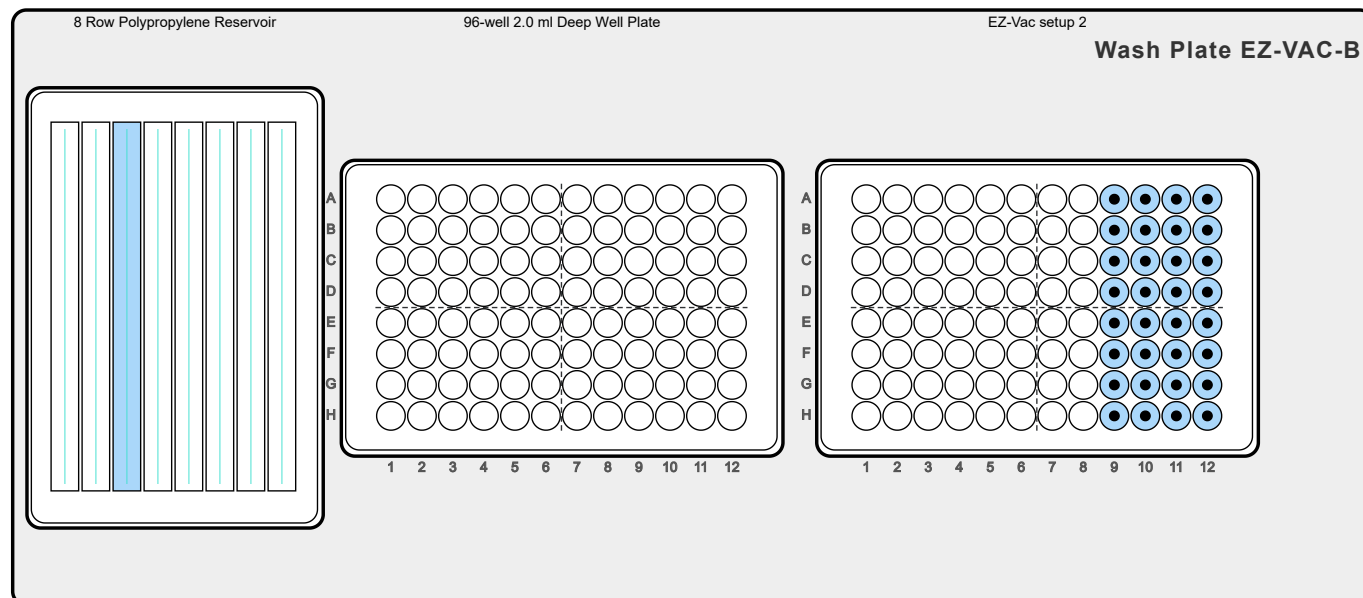 8 Row Polypropylene Reservoir
96-well 2.0 ml Deep Well Plate
EZ-Vac setup 2
Wash Plate EZ-VAC-B
A
B
C
D
E
F
G
H
1 2 3 4 5 6 7 8 9 10 11 12
A
B
C
D
E
F
G
H
1 2 3 4 5 6 7 8 9 10 11 12